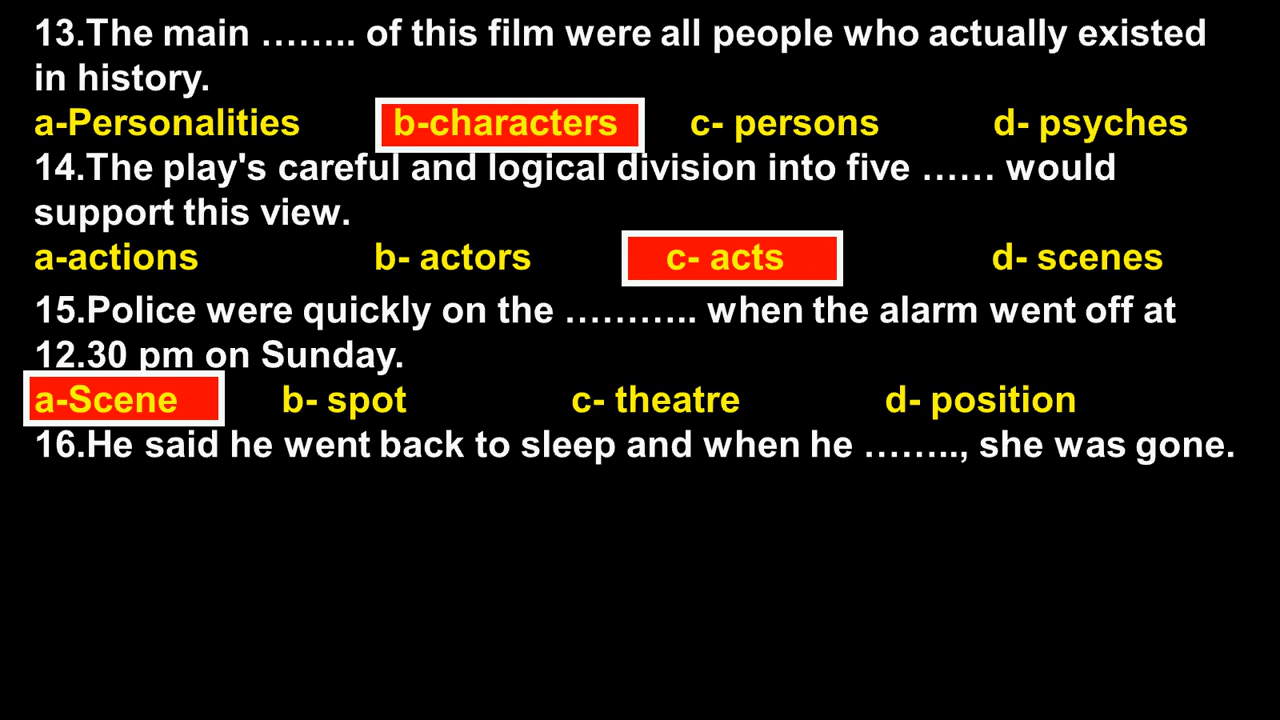 13.The main …….. of this film were all people who actually existed
in history.
a-Personalities b-characters c- persons d- psyches
14.The play's careful and logical division into five …… would
support this view.
a-actions b- actors c- acts d- scenes
15.Police were quickly on the ……….. when the alarm went off at
12.30 pm on Sunday.
a-Scene b- spot c- theatre d- position
16.He said he went back to sleep and when he …….., she was gone.